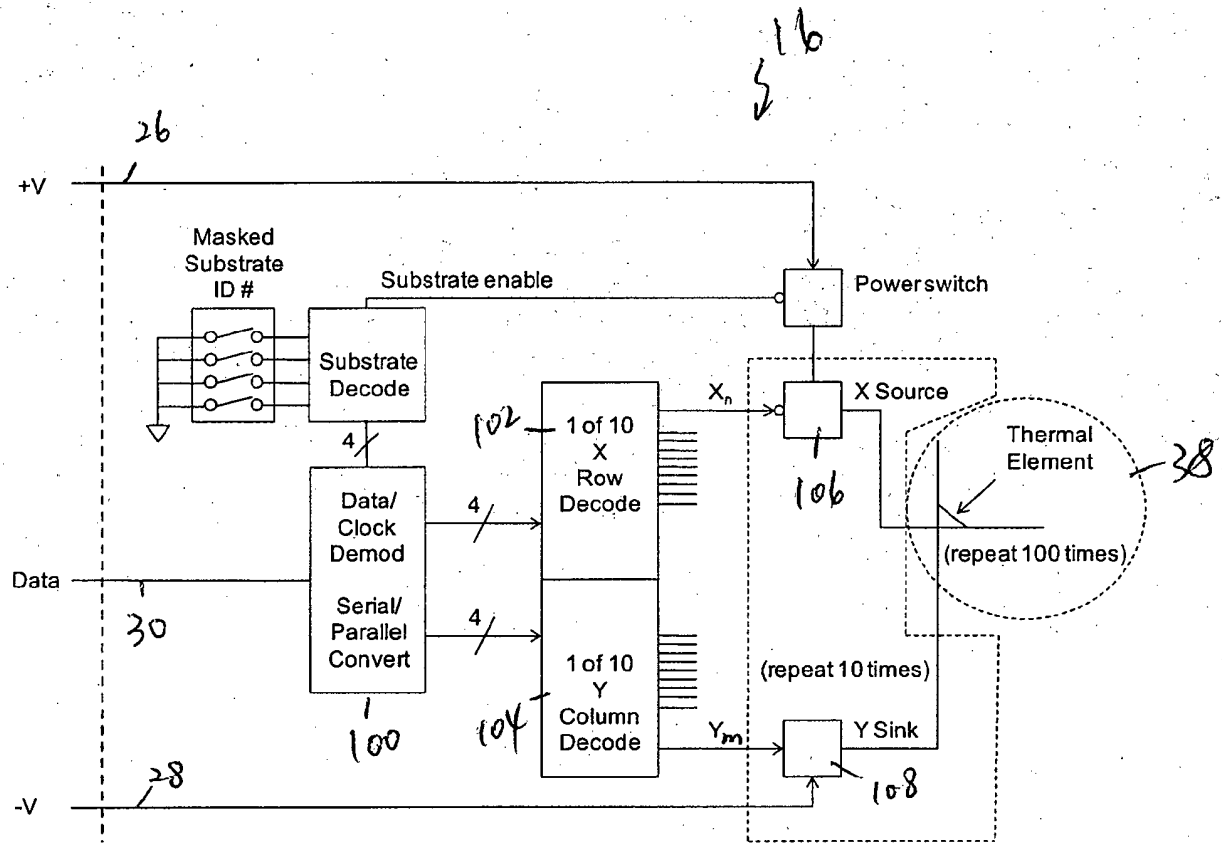 16
26
+V
Masked
Substrate
ID #
Substrate enable
Power switch
Substrate
Decode
Xn
X Source
4
102
1 of 10
X
Row
Decode
106
Thermal
Element
38
Data/
Clock
Demod
4
(repeat 100 times)
Data
30
Serial/
Parallel
Convert
4
1 of 10
Y
Column
Decode
(repeat 10 times)
100
104
Ym
Y Sink
108
28
-V